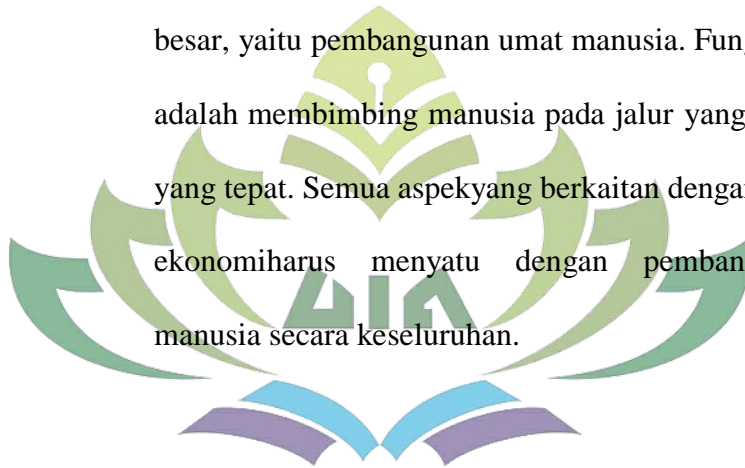 besar, yaitu pembangunan umat manusia.
adalah membimbing manusia pada jalur yang
yang tepat. Semua aspekyang berkaitan
ekonomiharus menyatu dengan
manusia secara keseluruhan.
UIN